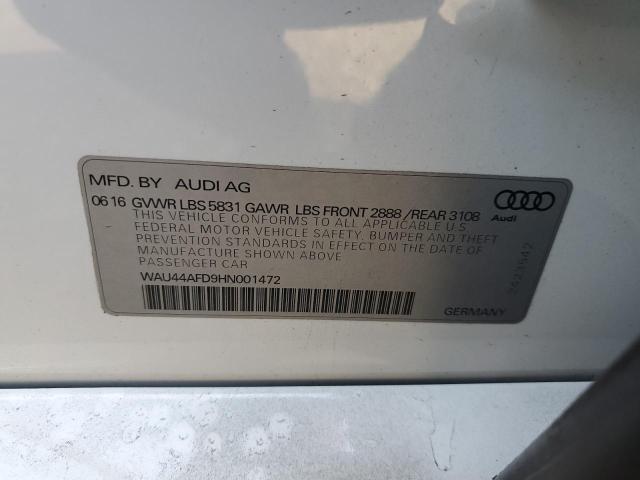 MFD. BY AUDI AG
06 16 GVWR LBS 5831 GAWR LBS FRONT 2888 /REAR 3108
THIS VEHICLE CONFORMS TO ALL APPLICABLE U.S
FEDERAL MOTOR VEHICLE SAFETY, BUMPER AND THEFT
PREVENTION STANDARDS IN EFFECT ON THE DATE OF
MANUFACTURE SHOWN ABOVE
PASSENGER CAR
WAU44AFD9HN001472
Audi
GERMANY